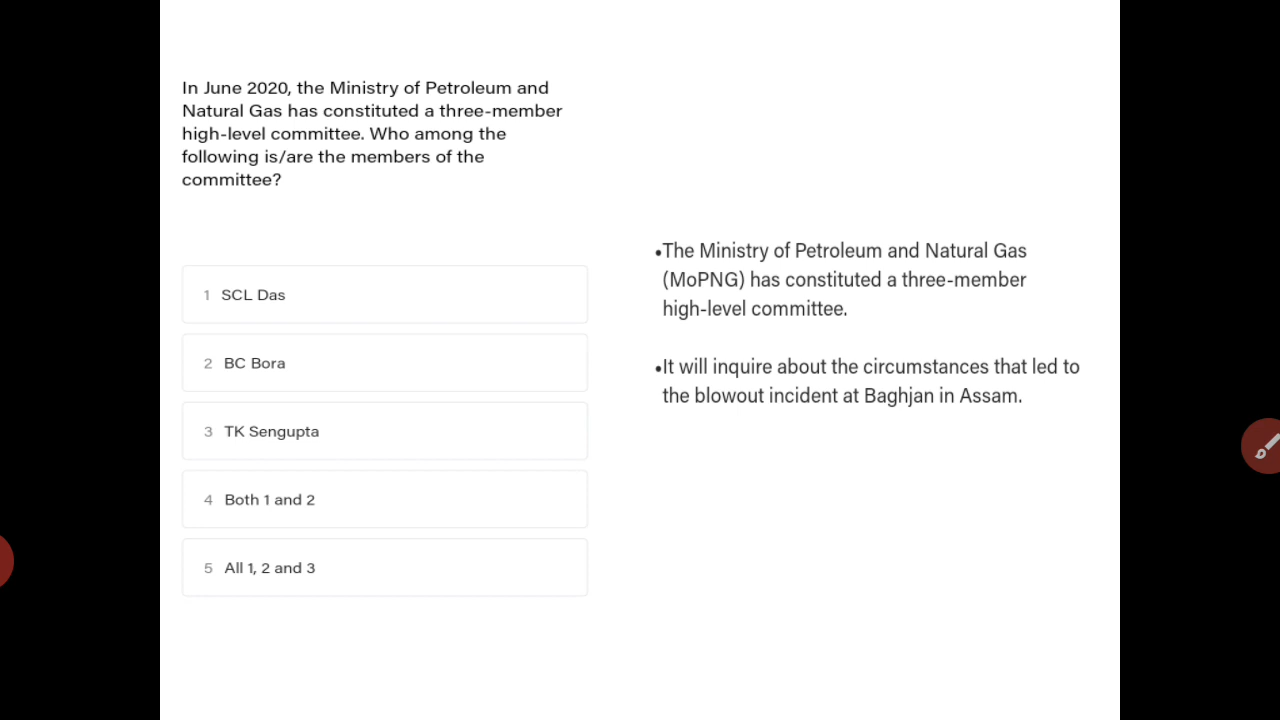 In June 2020, the Ministry of Petroleum and
Natural Gas has constituted a three-member
high-level committee. Who among the
following is/are the members of the
committee?
1 SCL Das
2 BC Bora
3 TK Sengupta
4 Both 1 and 2
5 All 1, 2 and 3
•The Ministry of Petroleum and Natural Gas
(MoPNG) has constituted a three-member
high-level committee.
•It will inquire about the circumstances that led to
the blowout incident at Baghjan in Assam.